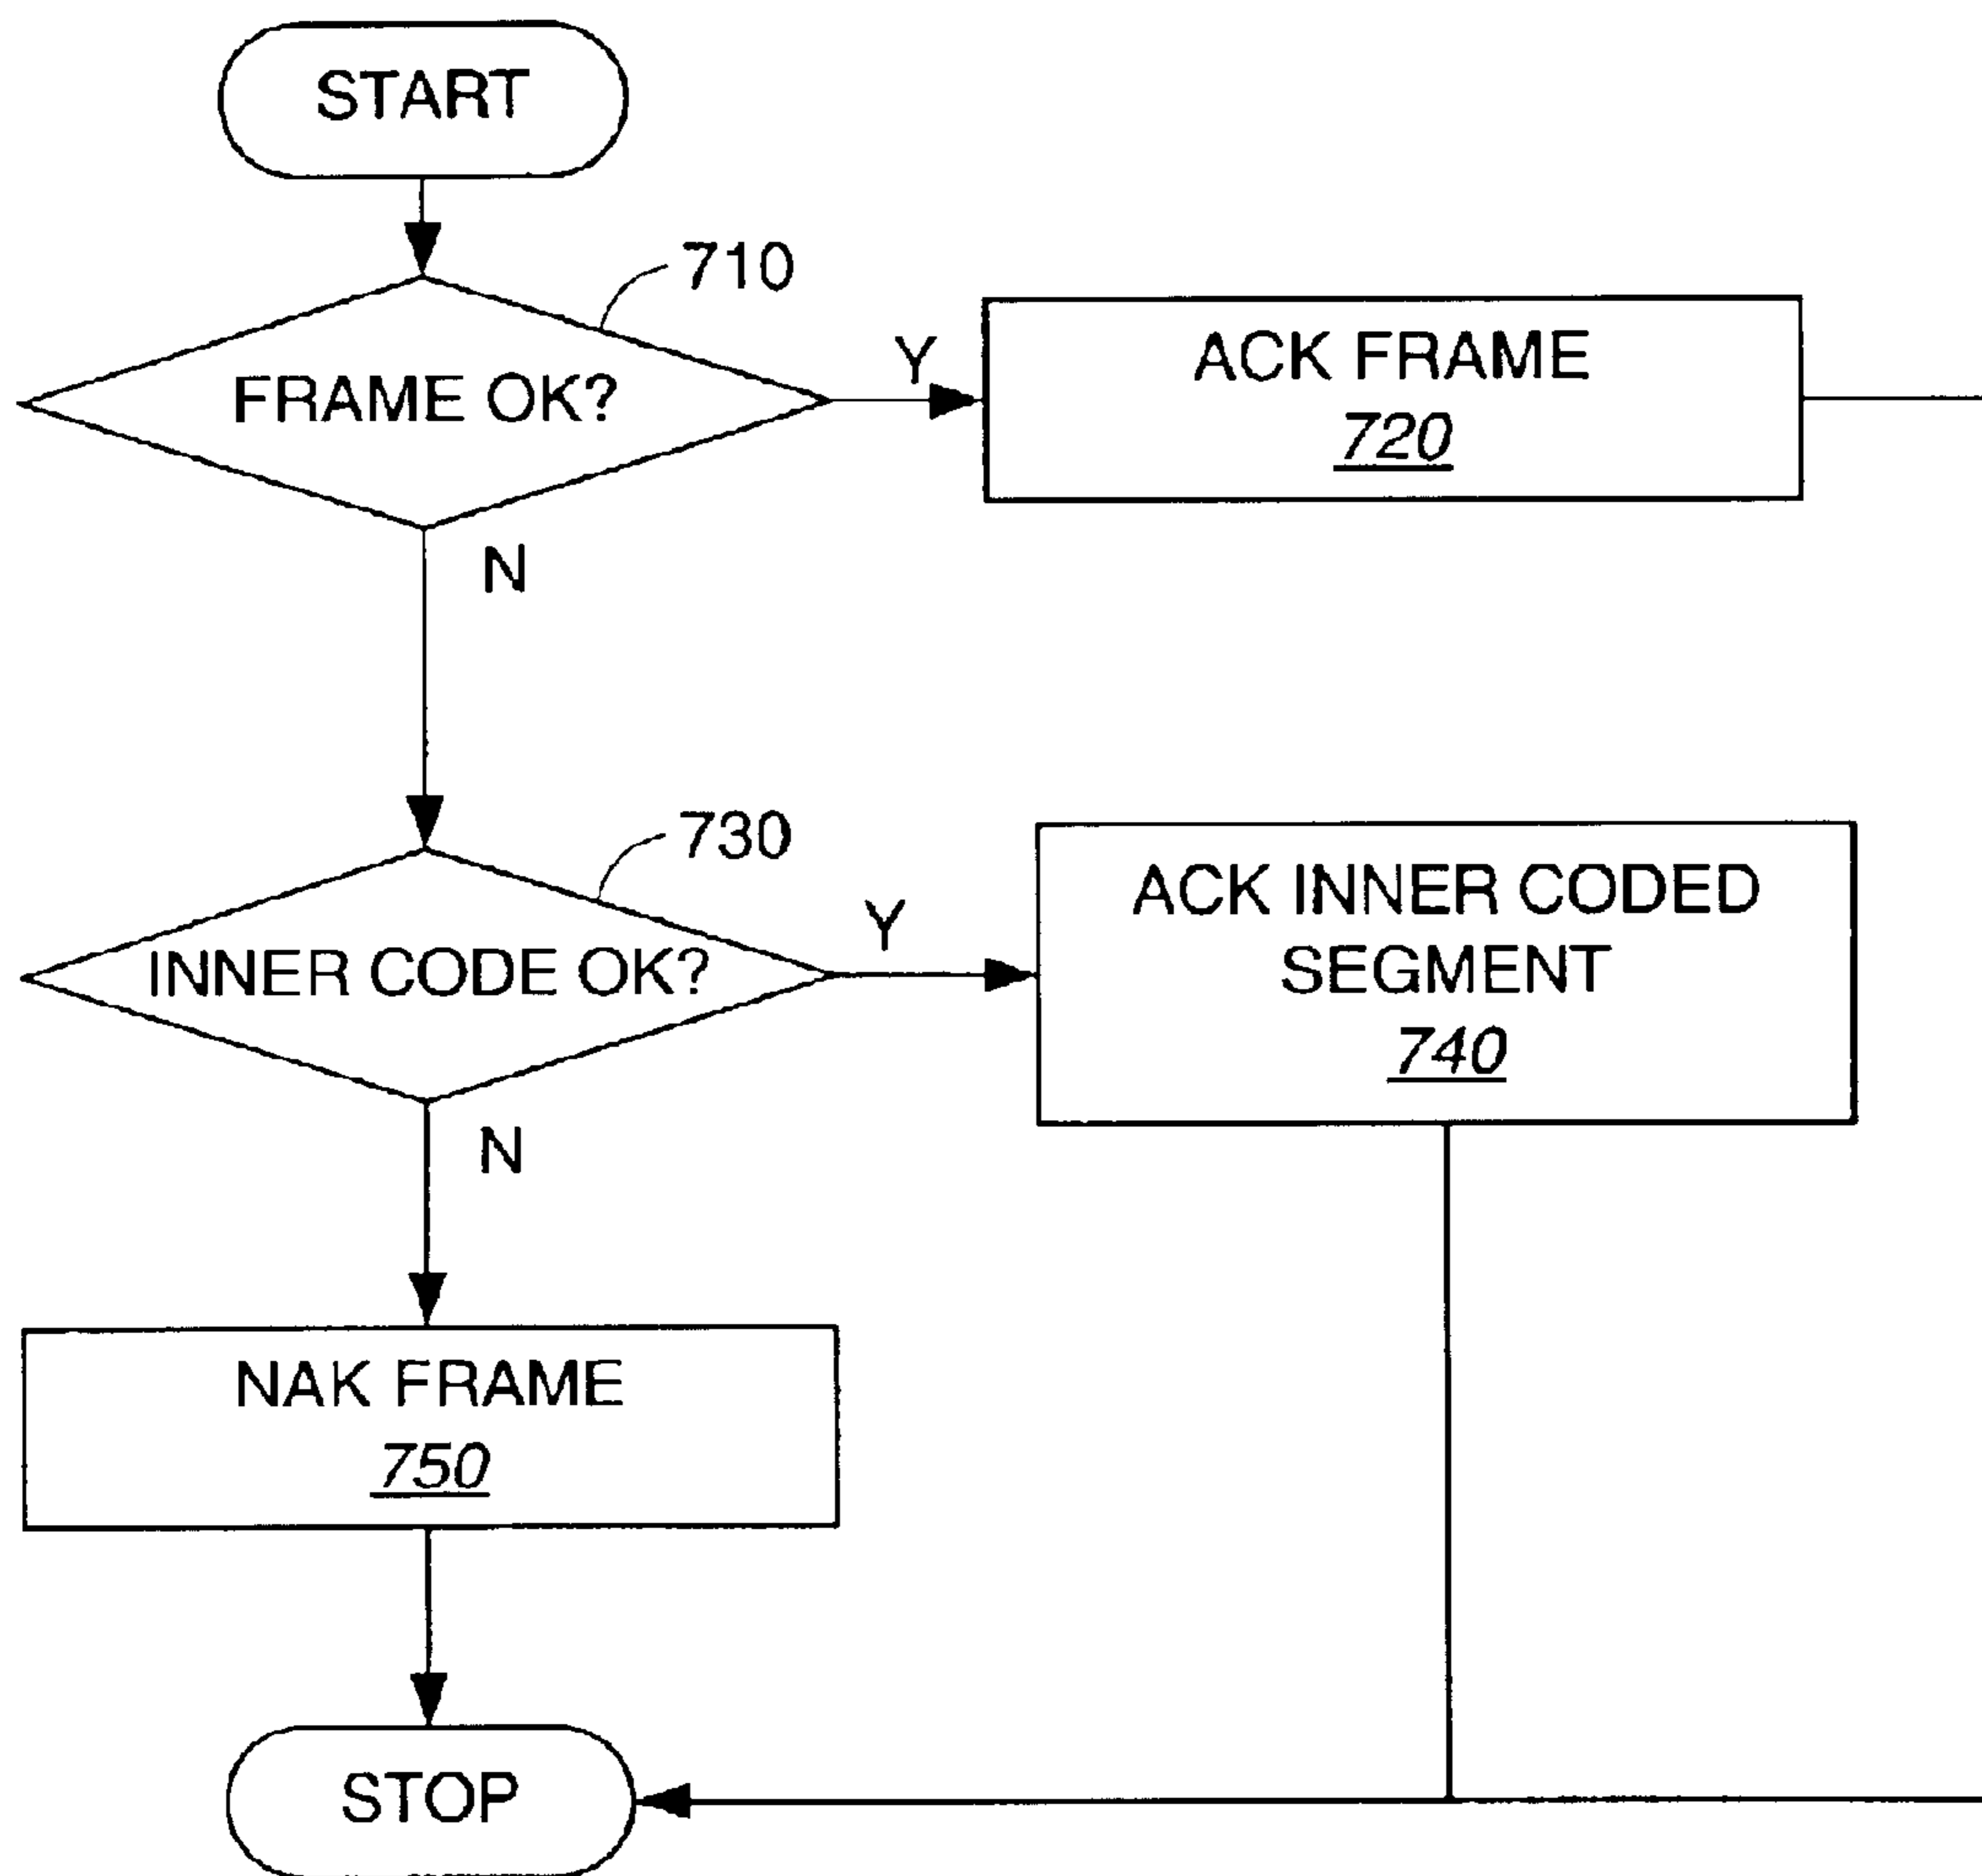 START
710
FRAME OK?
Y
ACK FRAME
720
N
730
INNER CODE OK?
Y
ACK INNER CODED
SEGMENT
740
N
NAK FRAME
750
STOP